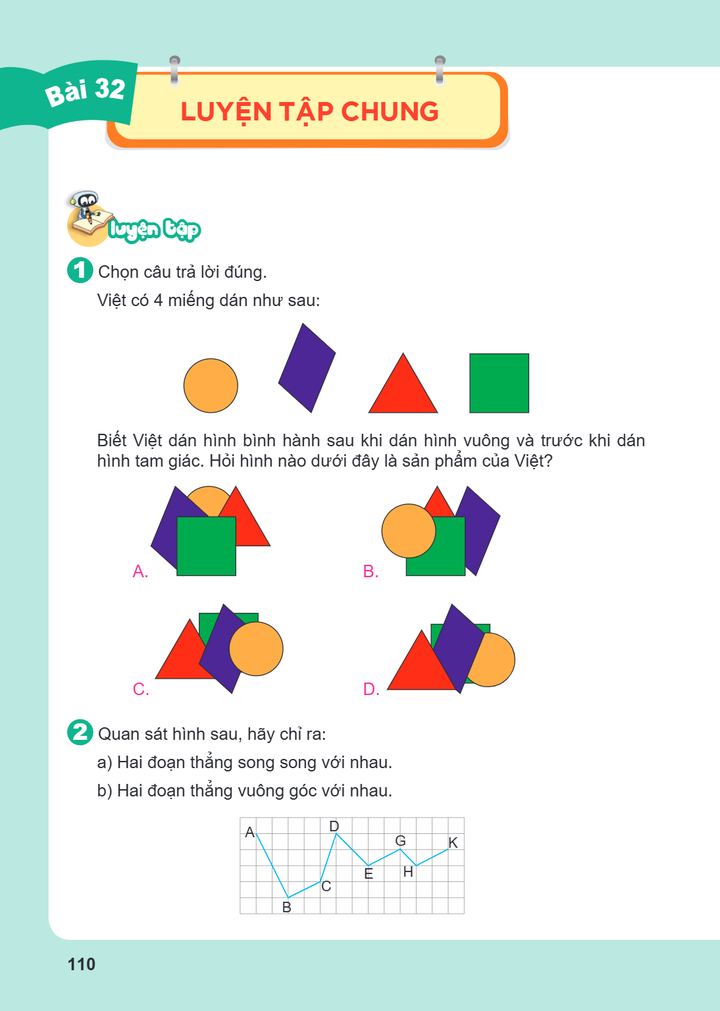 Bài 32
LUYỆN TẬP CHUNG
luyện tập
1 Chọn câu trả lời đúng.
Việt có 4 miếng dán như sau:
Biết Việt dán hình bình hành sau khi dán hình vuông và trước khi dán
hình tam giác. Hỏi hình nào dưới đây là sản phẩm của Việt?
A.
B.
C.
D.
2 Quan sát hình sau, hãy chỉ ra:
a) Hai đoạn thẳng song song với nhau.
b) Hai đoạn thẳng vuông góc với nhau.
A
D
G
K
E
H
C
B
110